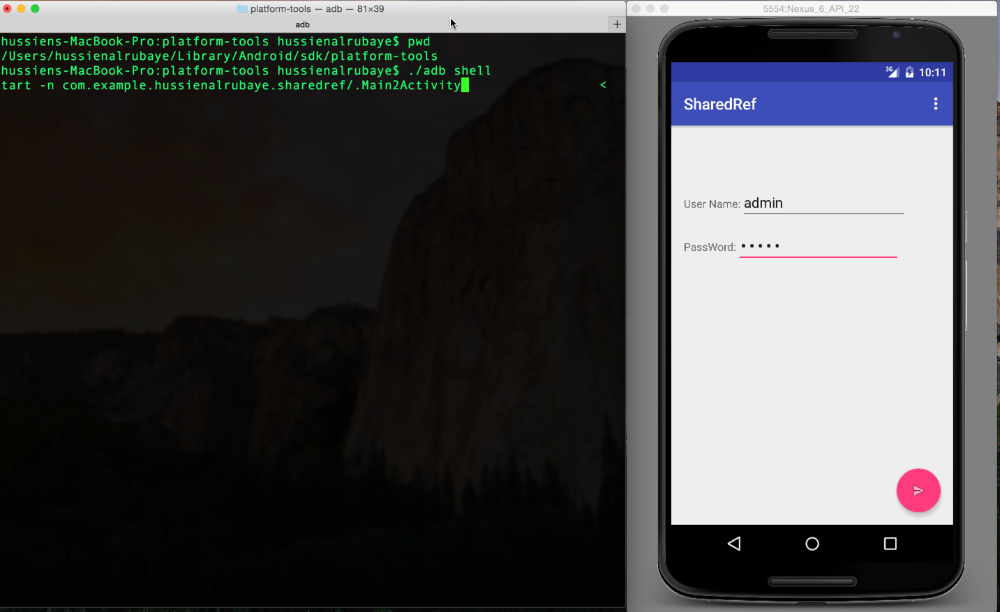 platform-tools — adb — 81×39
adb
+
hussiens-MacBook-Pro:platform-tools hussienalrubaye$ pwd
/Users/hussienalrubaye/Library/Android/sdk/platform-tools
hussiens-MacBook-Pro:platform-tools hussienalrubaye$ ./adb shell
tart -n com.example.hussienalrubaye.sharedref/.Main2Activity <
5554:Nexus_6_API_22
3G 10:11
SharedRef
User Name: admin
PassWord: •••••